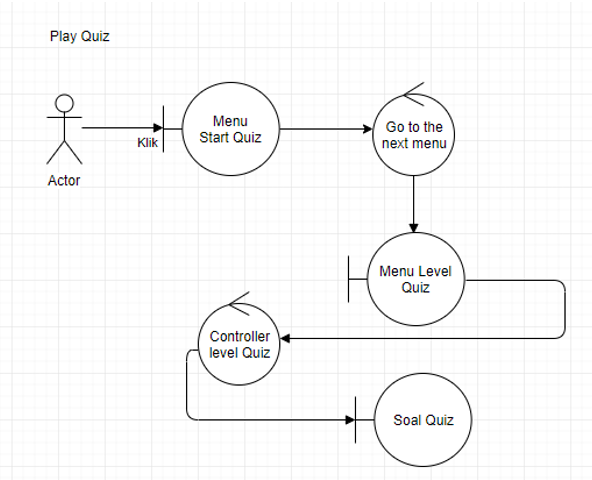 Play Quiz
Menu
Start Quiz
Go to the
next menu
Klik
Actor
Menu Level
Quiz
Controller
level Quiz
Soal Quiz